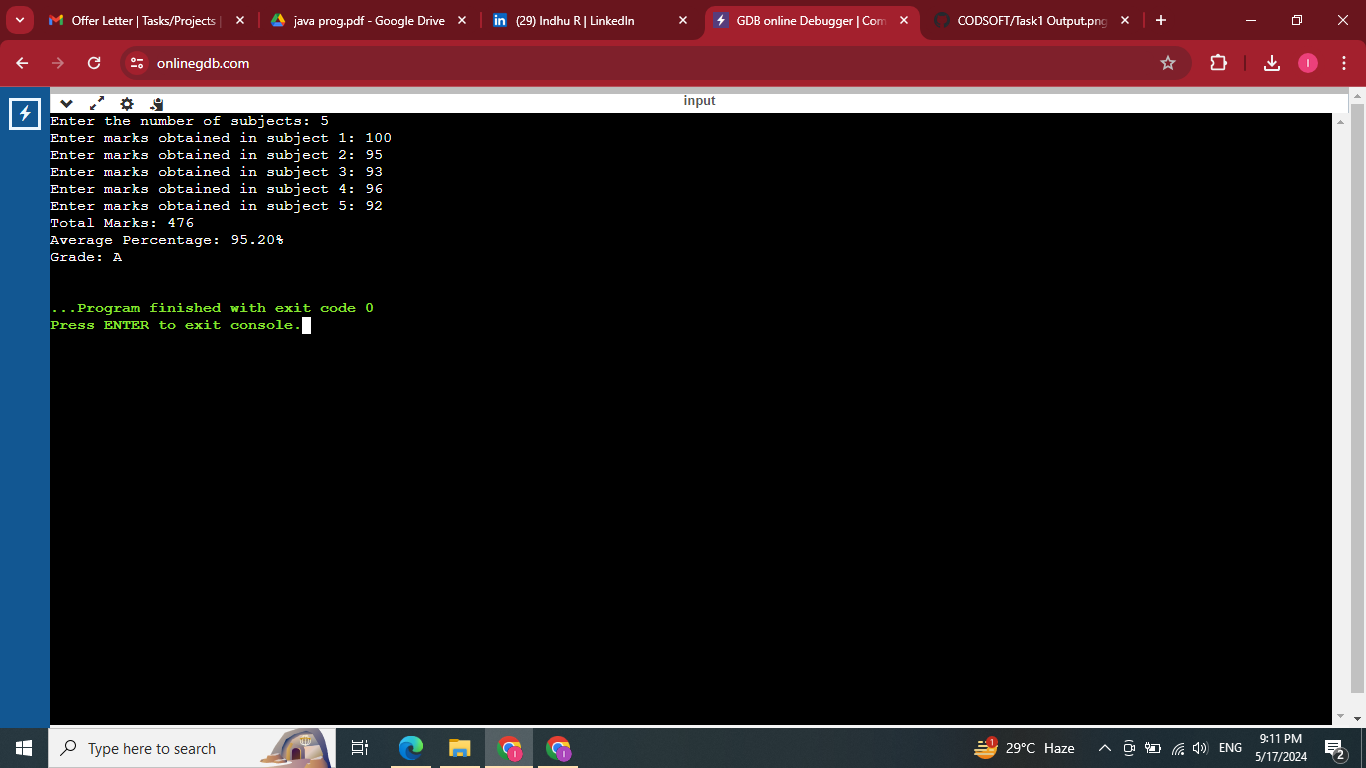 Offer Letter | Tasks/Projects |
java prog.pdf - Google Drive
(29) Indhu R | LinkedIn
GDB online Debugger | Com
CODSOFT/Task1 Output.png
onlinegdb.com
input
Enter the number of subjects: 5
Enter marks obtained in subject 1: 100
Enter marks obtained in subject 2: 95
Enter marks obtained in subject 3: 93
Enter marks obtained in subject 4: 96
Enter marks obtained in subject 5: 92
Total Marks: 476
Average Percentage: 95.20%
Grade: A
...Program finished with exit code 0
Press ENTER to exit console.
Type here to search
29°C Haze
ENG
9:11 PM
5/17/2024